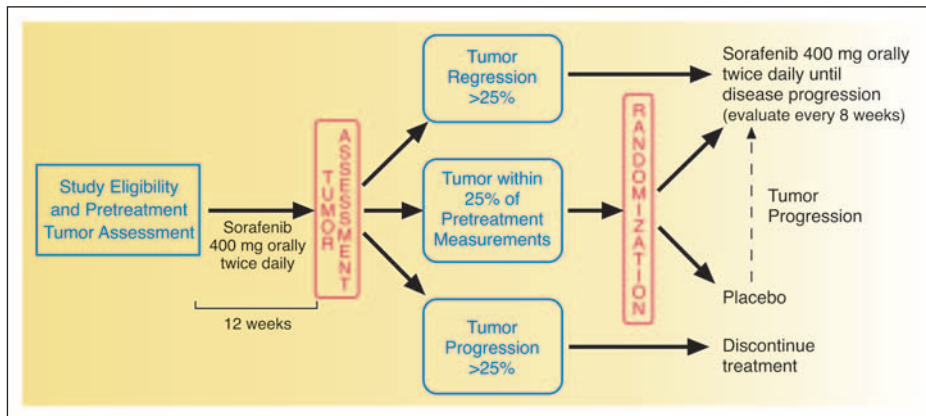 Study Eligibility
and Pretreatment
Tumor Assessment
Sorafenib
400 mg orally
twice daily
12 weeks
TUMOR
ASSESSMENT
Tumor
Regression
>25%
Tumor within
25% of
Pretreatment
Measurements
Tumor
Progression
>25%
RANDOMIZATION
Sorafenib 400 mg orally
twice daily until
disease progression
(evaluate every 8 weeks)
Tumor
Progression
Placebo
Discontinue
treatment